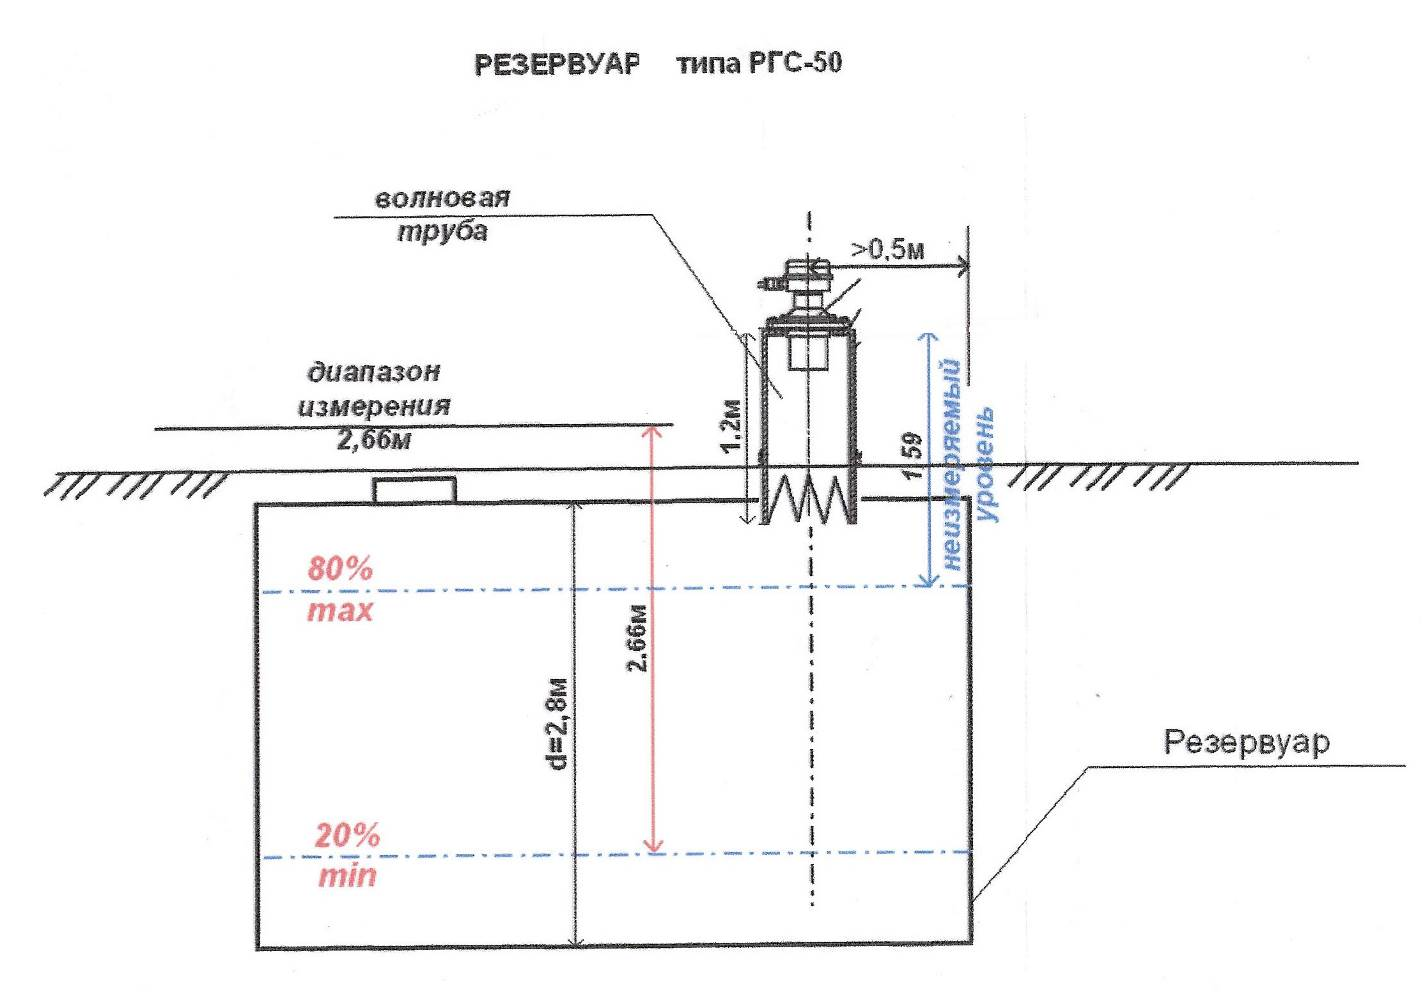 РЕЗЕРВУАР типа РГС-50
волновая
труба
>0,5м
диапазон
измерения
2,66м
1.2м
1,59
неизмеряемый
уровень
80%
max
2.66м
d=2,8м
Резервуар
20%
min